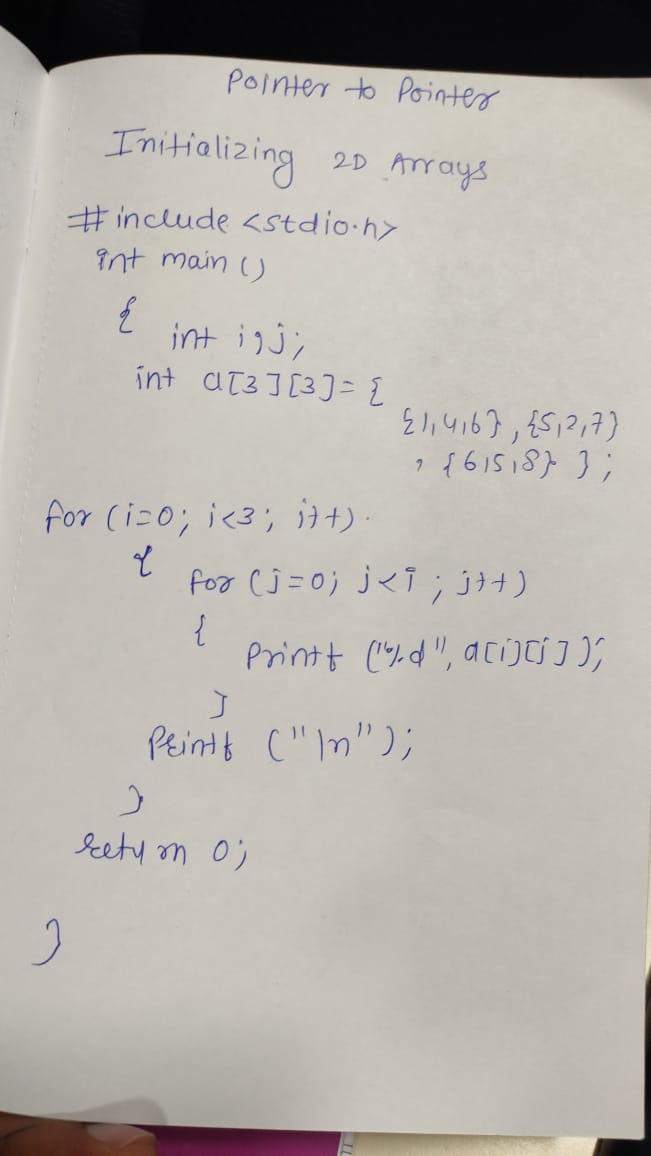 Pointer to Pointer
Initializing 2D Arrays
#include <stdio.h>
int main ()
{ int i,j;
int a[3][3]= {
{1,4,6} , {5,2,7}
, {6,5,8} } ;
for (i=0; i<3; i++)
{ for (j=0; j<i ; j++)
{ printf ("%d", a[i][j] );
}
printf ("\n");
}
return 0;
}